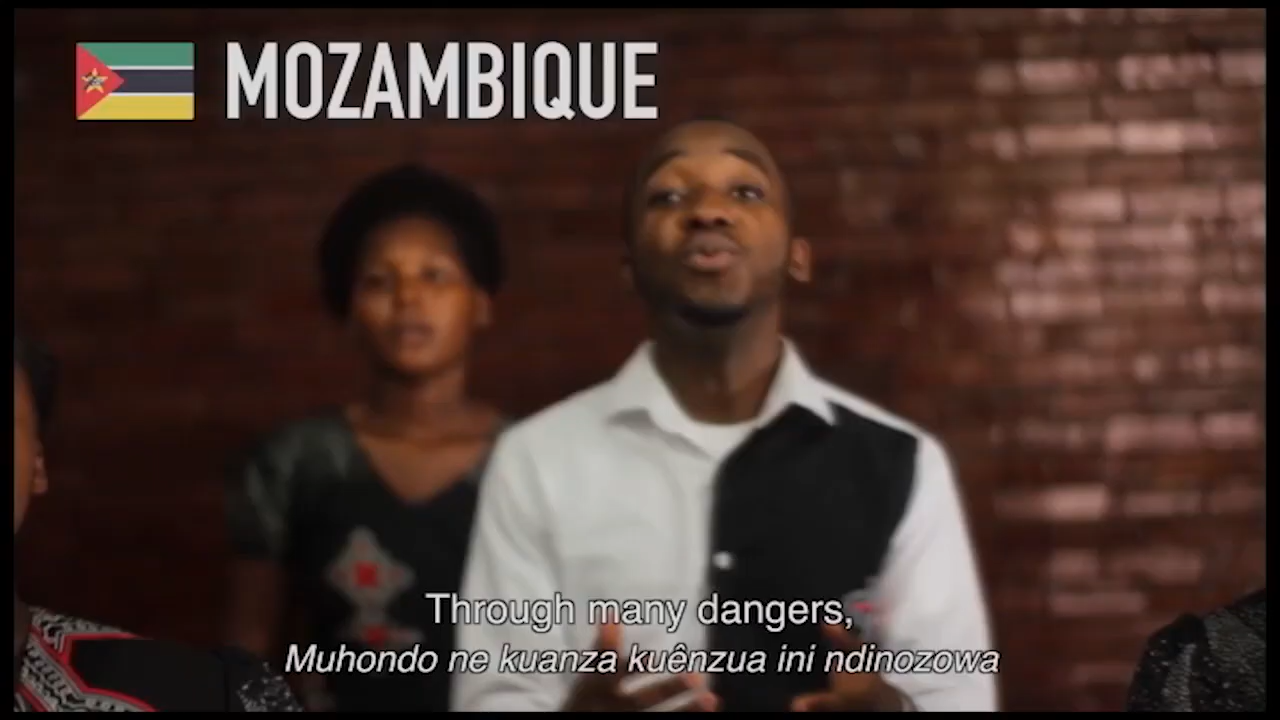 MOZAMBIQUE
Through many dangers,
Muhondo ne kuanza kuênzua ini ndinozowa